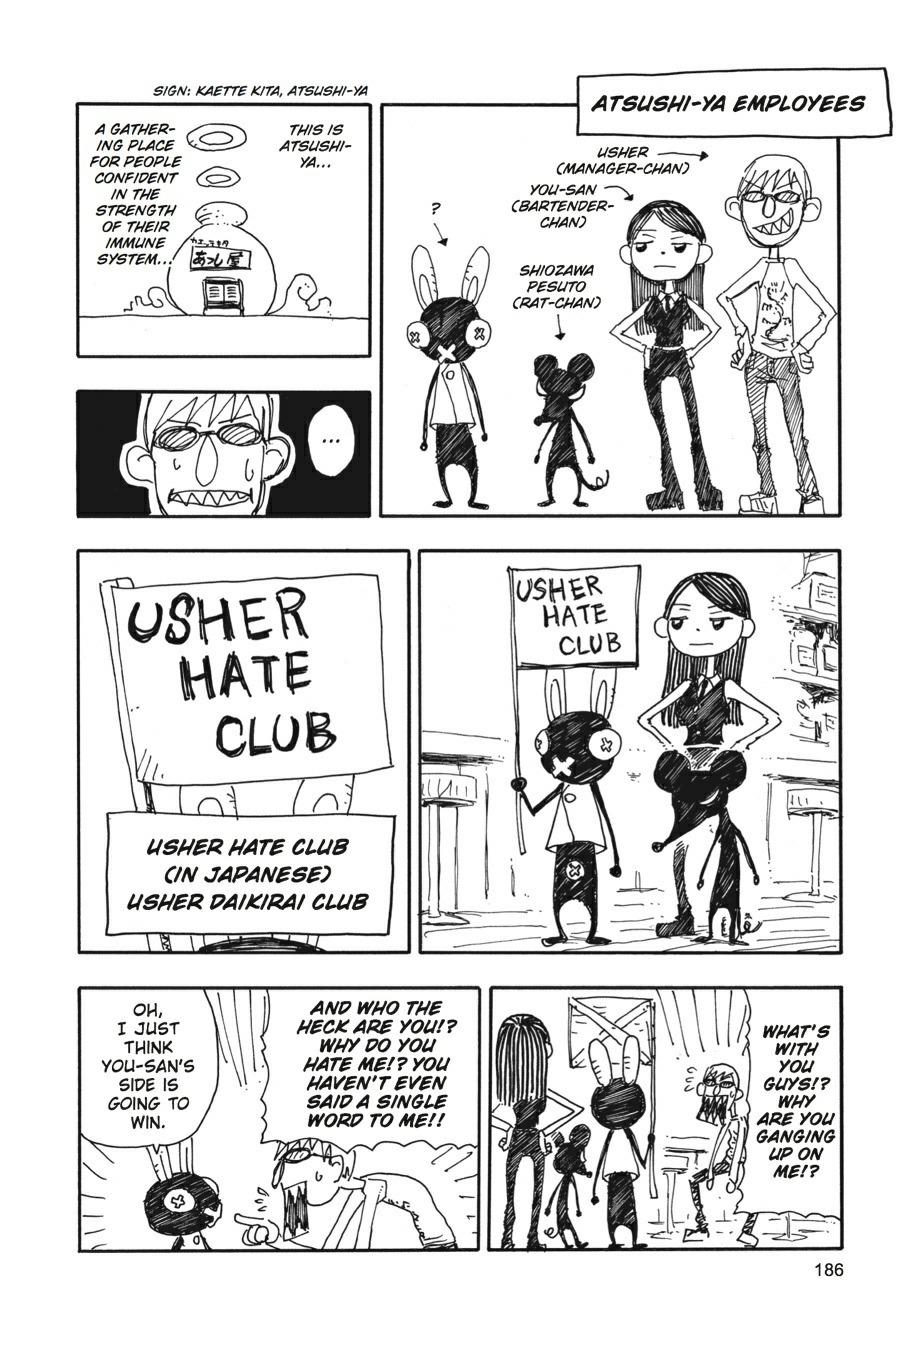 ATSUSHI-YA EMPLOYEES
USHER
(MANAGER-CHAN)
YOU-SAN
(BARTENDER-
CHAN)
SHIOZAWA
PESUTO
(RAT-CHAN)
?
SIGN: KAETTE KITA, ATSUSHI-YA
THIS IS
ATSUSHI-
YA...
A GATHER-
ING PLACE
FOR PEOPLE
CONFIDENT
IN THE
STRENGTH
OF THEIR
IMMUNE
SYSTEM...
あつし屋
...
USHER
HATE
CLUB
USHER
HATE
CLUB
USHER HATE CLUB
(IN JAPANESE)
USHER DAIKIRAI CLUB
WHAT'S
WITH
YOU
GUYS!?
WHY
ARE YOU
GANGING
UP ON
ME!?
AND WHO THE
HECK ARE YOU!?
WHY DO YOU
HATE ME!? YOU
HAVEN'T EVEN
SAID A SINGLE
WORD TO ME!!
OH,
I JUST
THINK
YOU-SAN'S
SIDE IS
GOING TO
WIN.
186